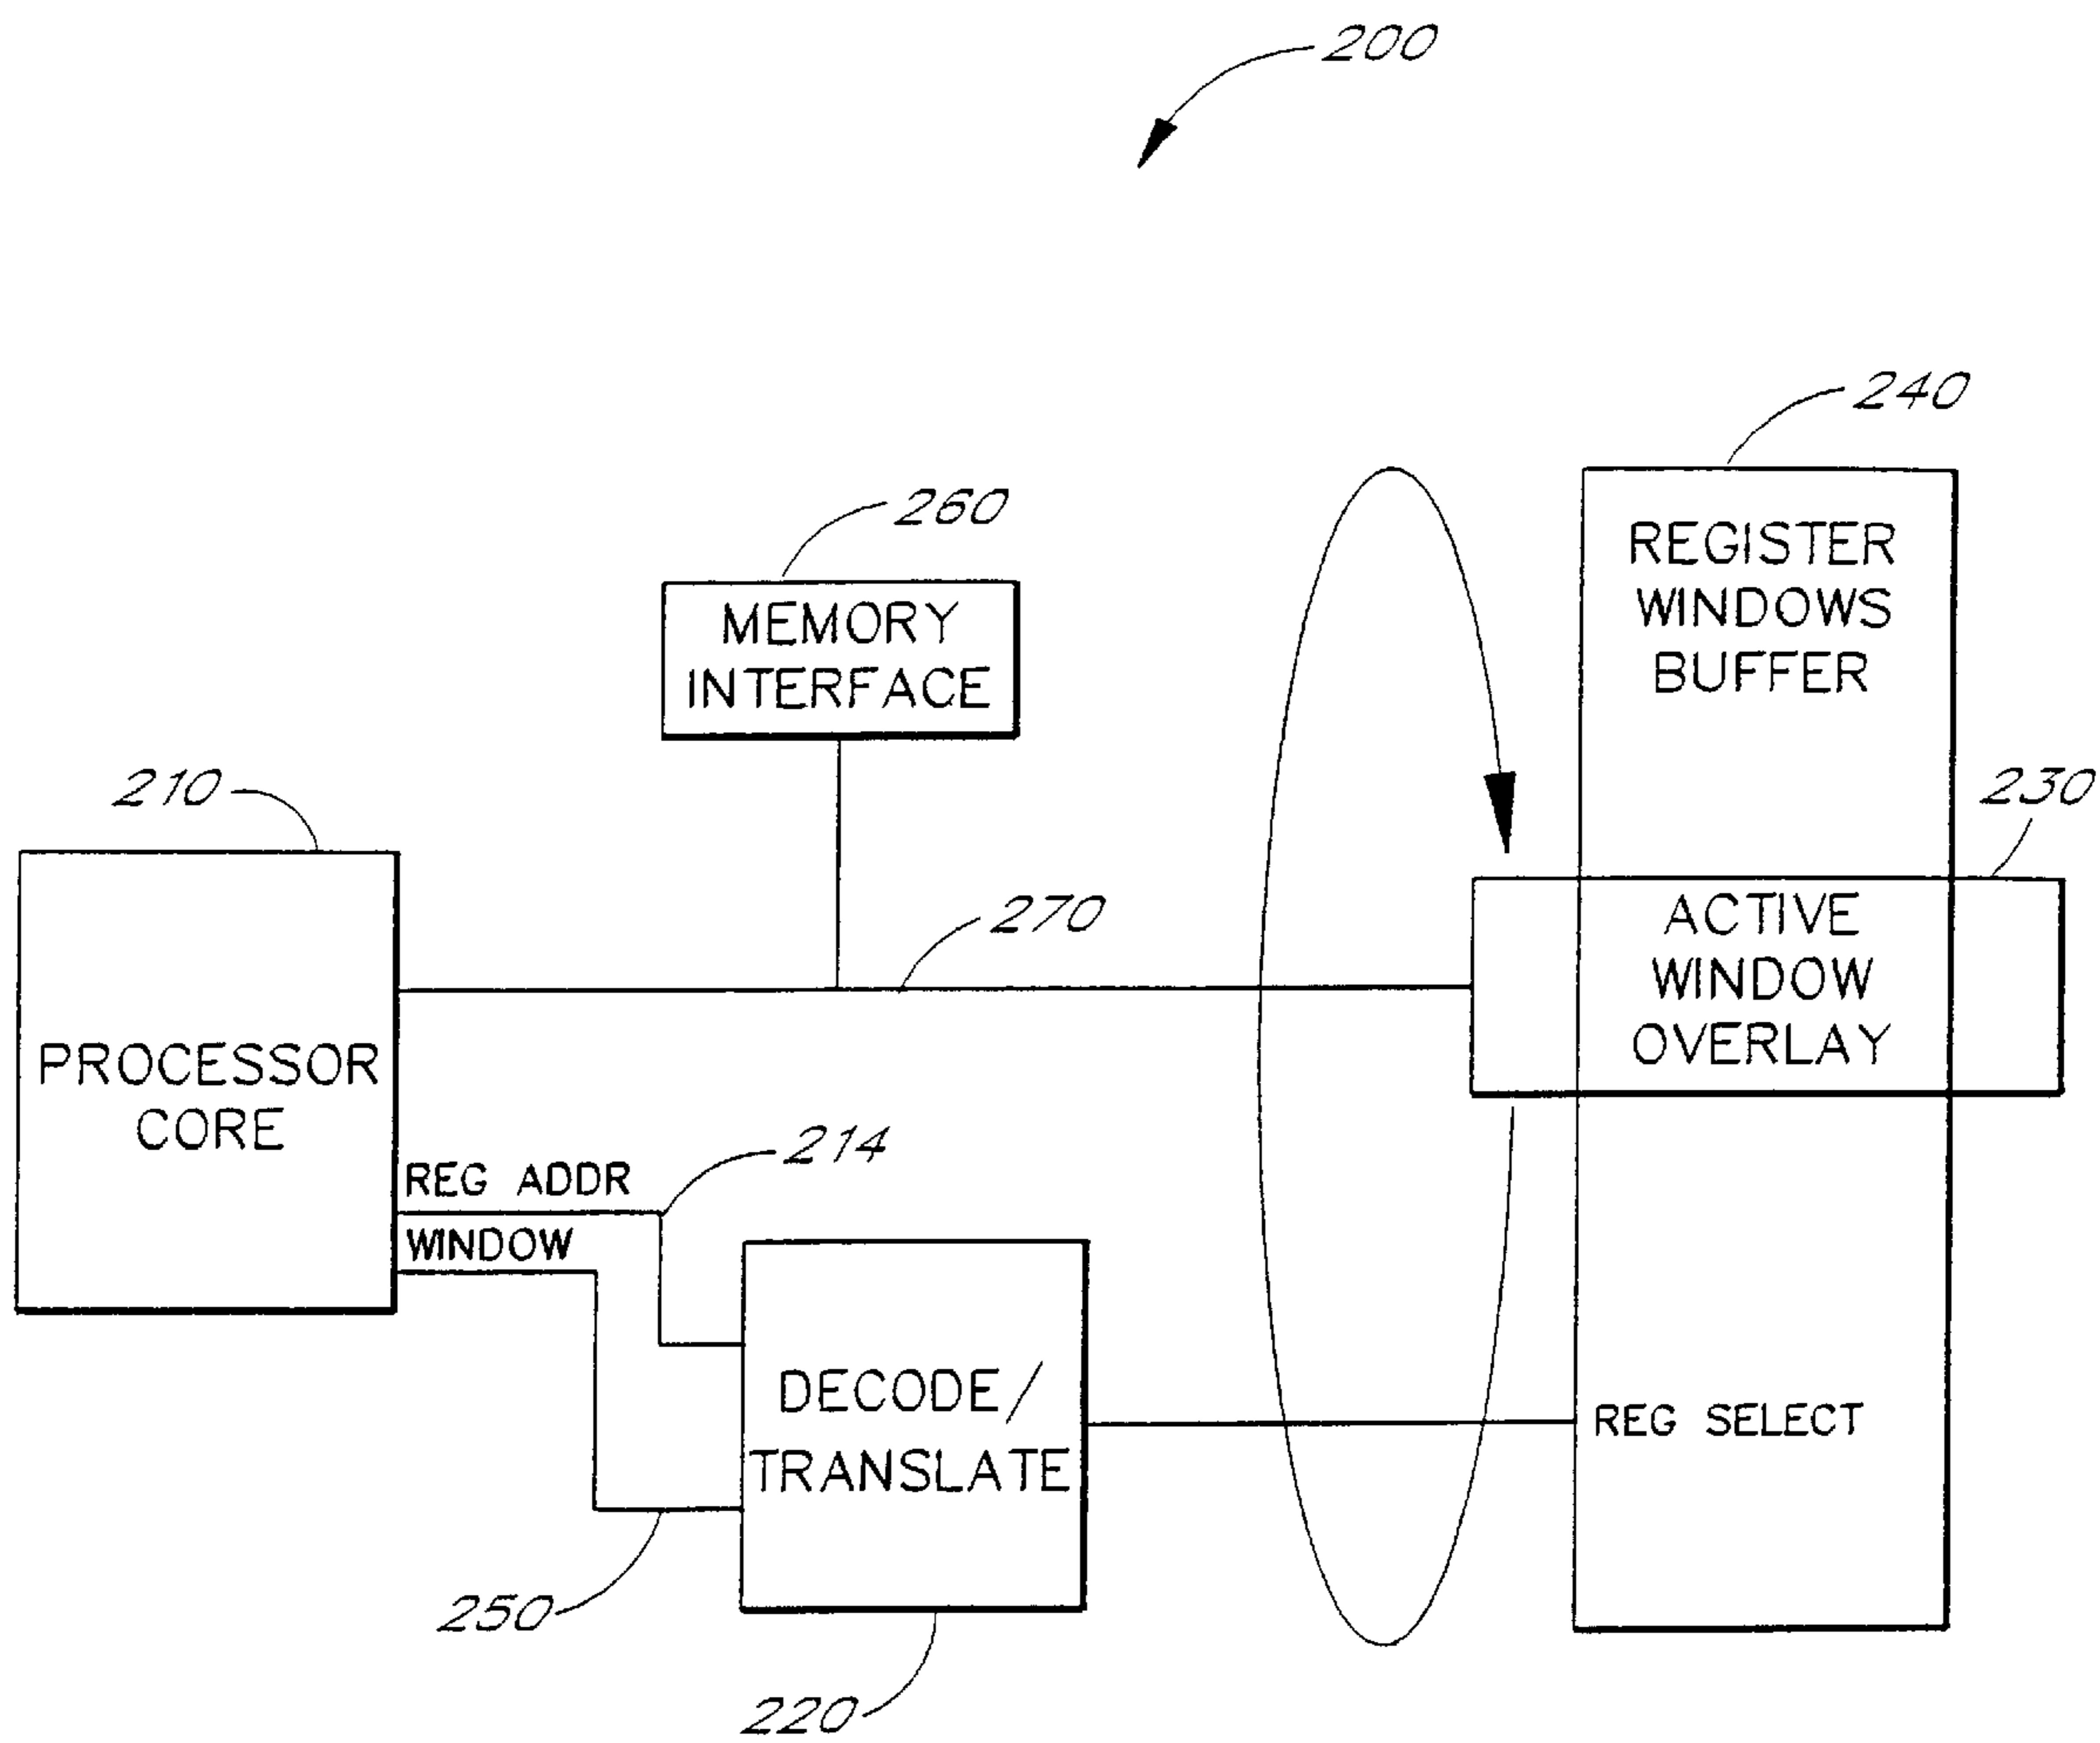 200
240
REGISTER
WINDOWS
BUFFER
260
MEMORY
INTERFACE
210
230
270
ACTIVE
WINDOW
OVERLAY
PROCESSOR
CORE
214
REG ADDR
WINDOW
DECODE/
TRANSLATE
REG SELECT
250
220